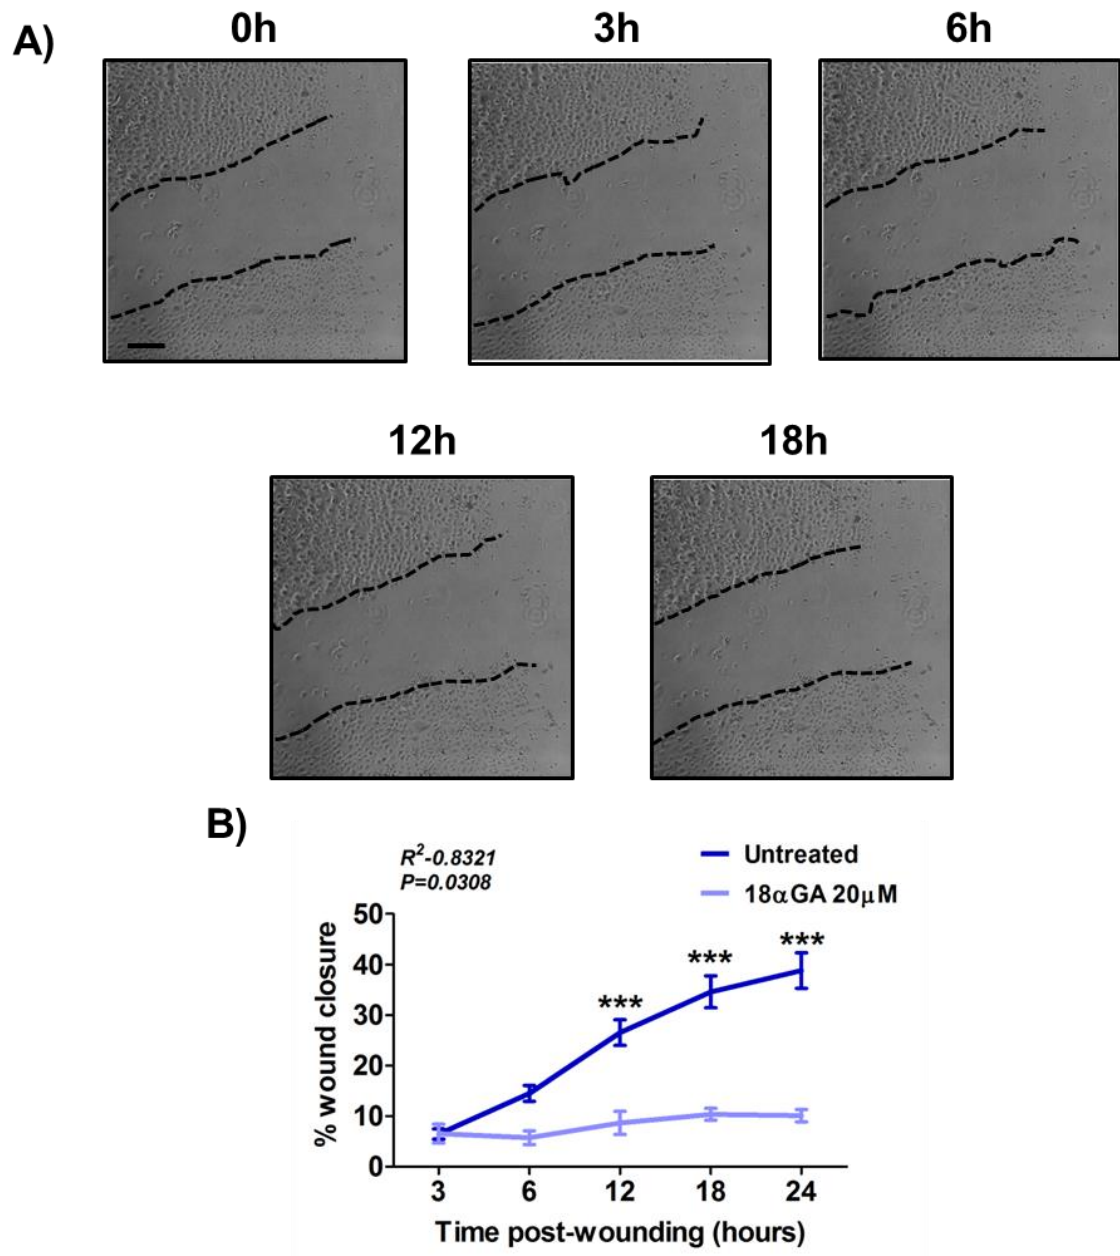 A)
0h
3h
6h
12h
18h
B)
R²-0.8321
P=0.0308
Untreated
18αGA 20μM
***
***
***
% wound closure
50
40
30
20
10
0
3 6 12 18 24
Time post-wounding (hours)